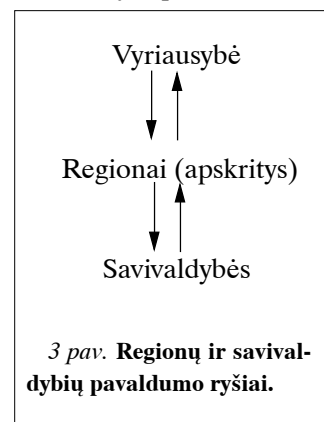 Vyriausybė
Regionai (apskritys)
Savivaldybės
3 pav. Regionų ir savival-
dybių pavaldumo ryšiai.